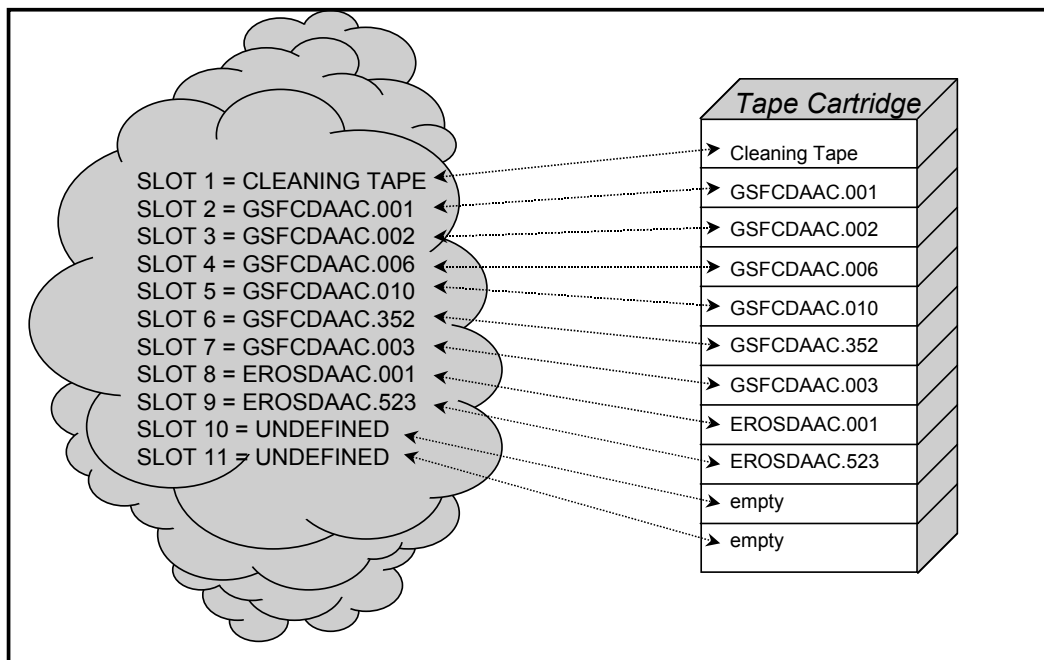 SLOT 1 = CLEANING TAPE
SLOT 2 = GSFCDAAC.001
SLOT 3 = GSFCDAAC.002
SLOT 4 = GSFCDAAC.006
SLOT 5 = GSFCDAAC.010
SLOT 6 = GSFCDAAC.352
SLOT 7 = GSFCDAAC.003
SLOT 8 = EROSDAAC.001
SLOT 9 = EROSDAAC.523
SLOT 10 = UNDEFINED
SLOT 11 = UNDEFINED
Tape Cartridge
Cleaning Tape
GSFCDAAC.001
GSFCDAAC.002
GSFCDAAC.006
GSFCDAAC.010
GSFCDAAC.352
GSFCDAAC.003
EROSDAAC.001
EROSDAAC.523
empty
empty